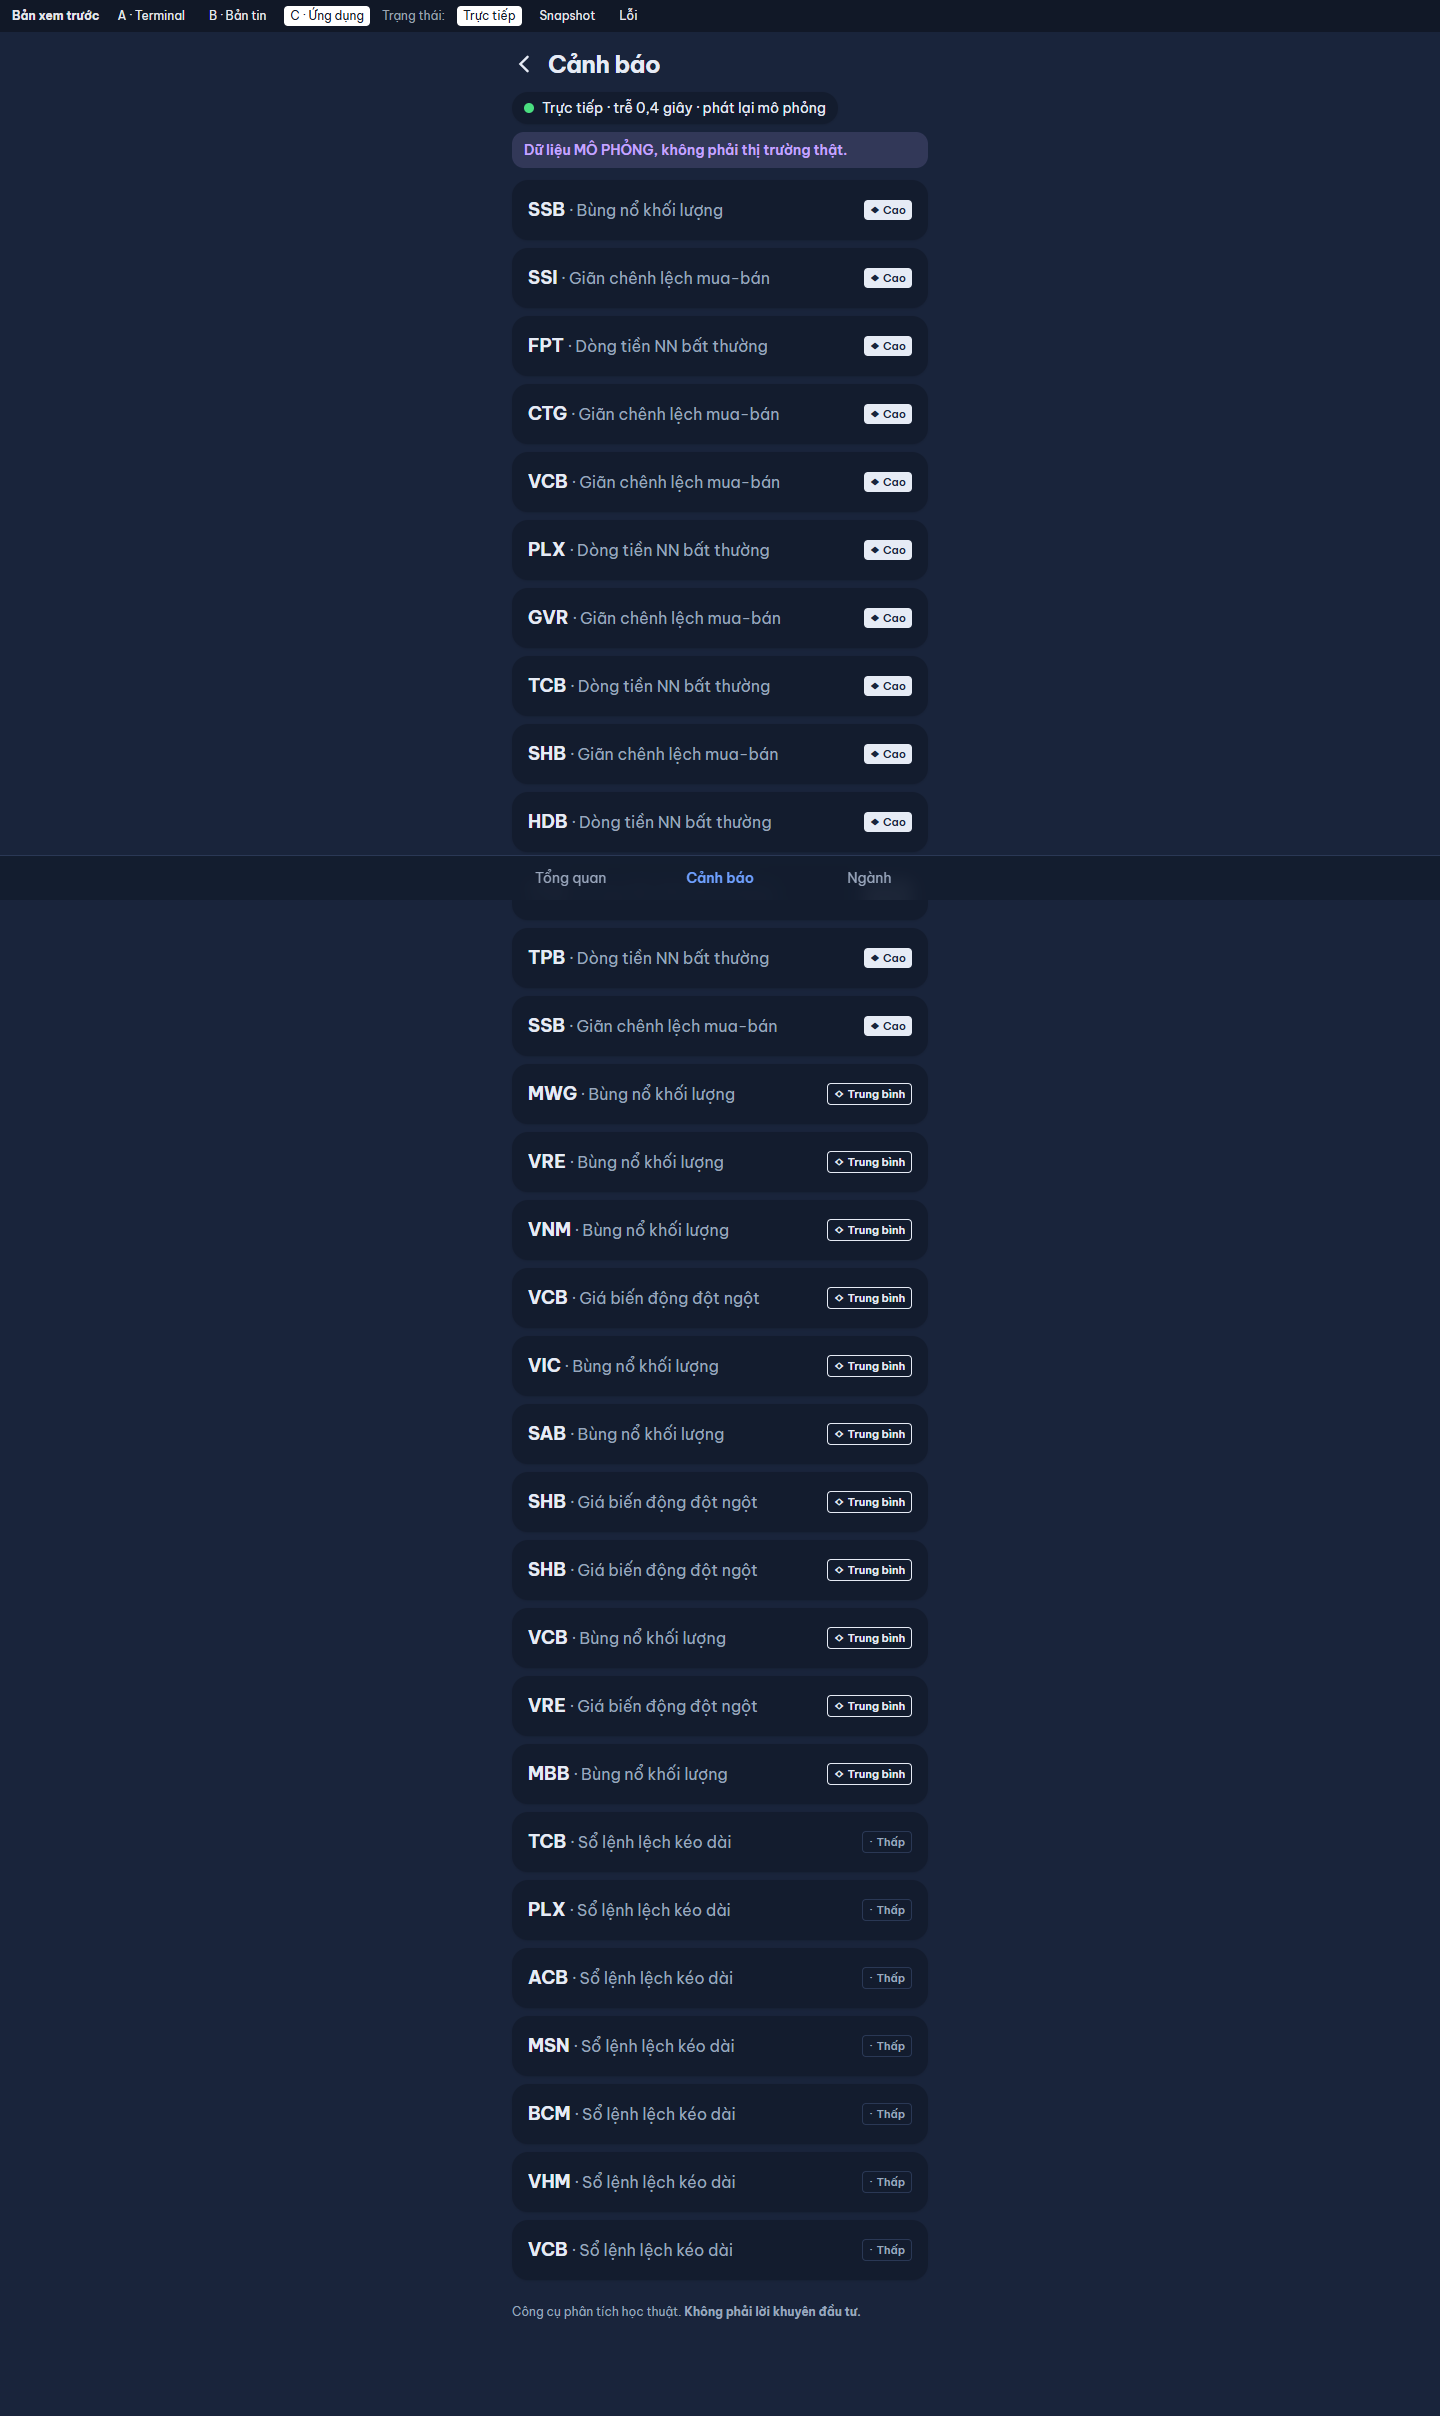 Bản xem trước A · Terminal B · Bản tin C · Ứng dụng Trạng thái: Trực tiếp Snapshot Lỗi
Cảnh báo
Trực tiếp · trễ 0,4 giây · phát lại mô phỏng
Dữ liệu MÔ PHỎNG, không phải thị trường thật.
SSB · Bùng nổ khối lượng ◆ Cao
SSI · Giãn chênh lệch mua-bán ◆ Cao
FPT · Dòng tiền NN bất thường ◆ Cao
CTG · Giãn chênh lệch mua-bán ◆ Cao
VCB · Giãn chênh lệch mua-bán ◆ Cao
PLX · Dòng tiền NN bất thường ◆ Cao
GVR · Giãn chênh lệch mua-bán ◆ Cao
TCB · Dòng tiền NN bất thường ◆ Cao
SHB · Giãn chênh lệch mua-bán ◆ Cao
HDB · Dòng tiền NN bất thường ◆ Cao
Tổng quan Cảnh báo Ngành
TPB · Dòng tiền NN bất thường ◆ Cao
SSB · Giãn chênh lệch mua-bán ◆ Cao
MWG · Bùng nổ khối lượng ◇ Trung bình
VRE · Bùng nổ khối lượng ◇ Trung bình
VNM · Bùng nổ khối lượng ◇ Trung bình
VCB · Giá biến động đột ngột ◇ Trung bình
VIC · Bùng nổ khối lượng ◇ Trung bình
SAB · Bùng nổ khối lượng ◇ Trung bình
SHB · Giá biến động đột ngột ◇ Trung bình
SHB · Giá biến động đột ngột ◇ Trung bình
VCB · Bùng nổ khối lượng ◇ Trung bình
VRE · Giá biến động đột ngột ◇ Trung bình
MBB · Bùng nổ khối lượng ◇ Trung bình
TCB · Sổ lệnh lệch kéo dài · Thấp
PLX · Sổ lệnh lệch kéo dài · Thấp
ACB · Sổ lệnh lệch kéo dài · Thấp
MSN · Sổ lệnh lệch kéo dài · Thấp
BCM · Sổ lệnh lệch kéo dài · Thấp
VHM · Sổ lệnh lệch kéo dài · Thấp
VCB · Sổ lệnh lệch kéo dài · Thấp
Công cụ phân tích học thuật. Không phải lời khuyên đầu tư.